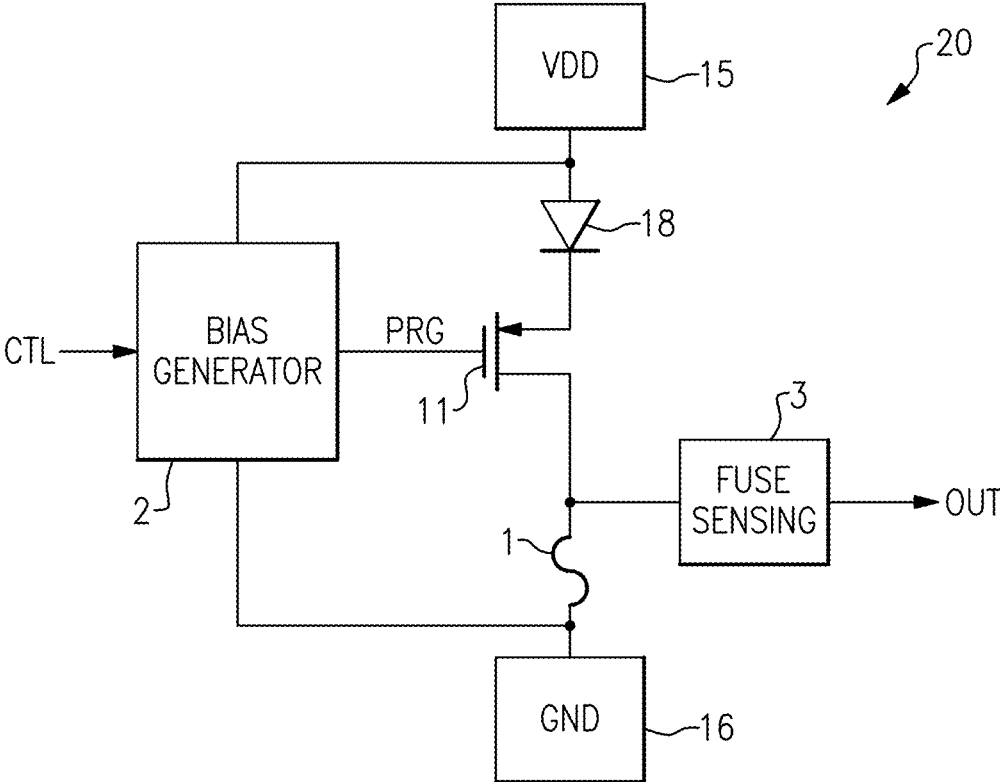 VDD
15
20
18
BIAS
GENERATOR
CTL
PRG
11
2
3
FUSE
SENSING
OUT
1
GND
16